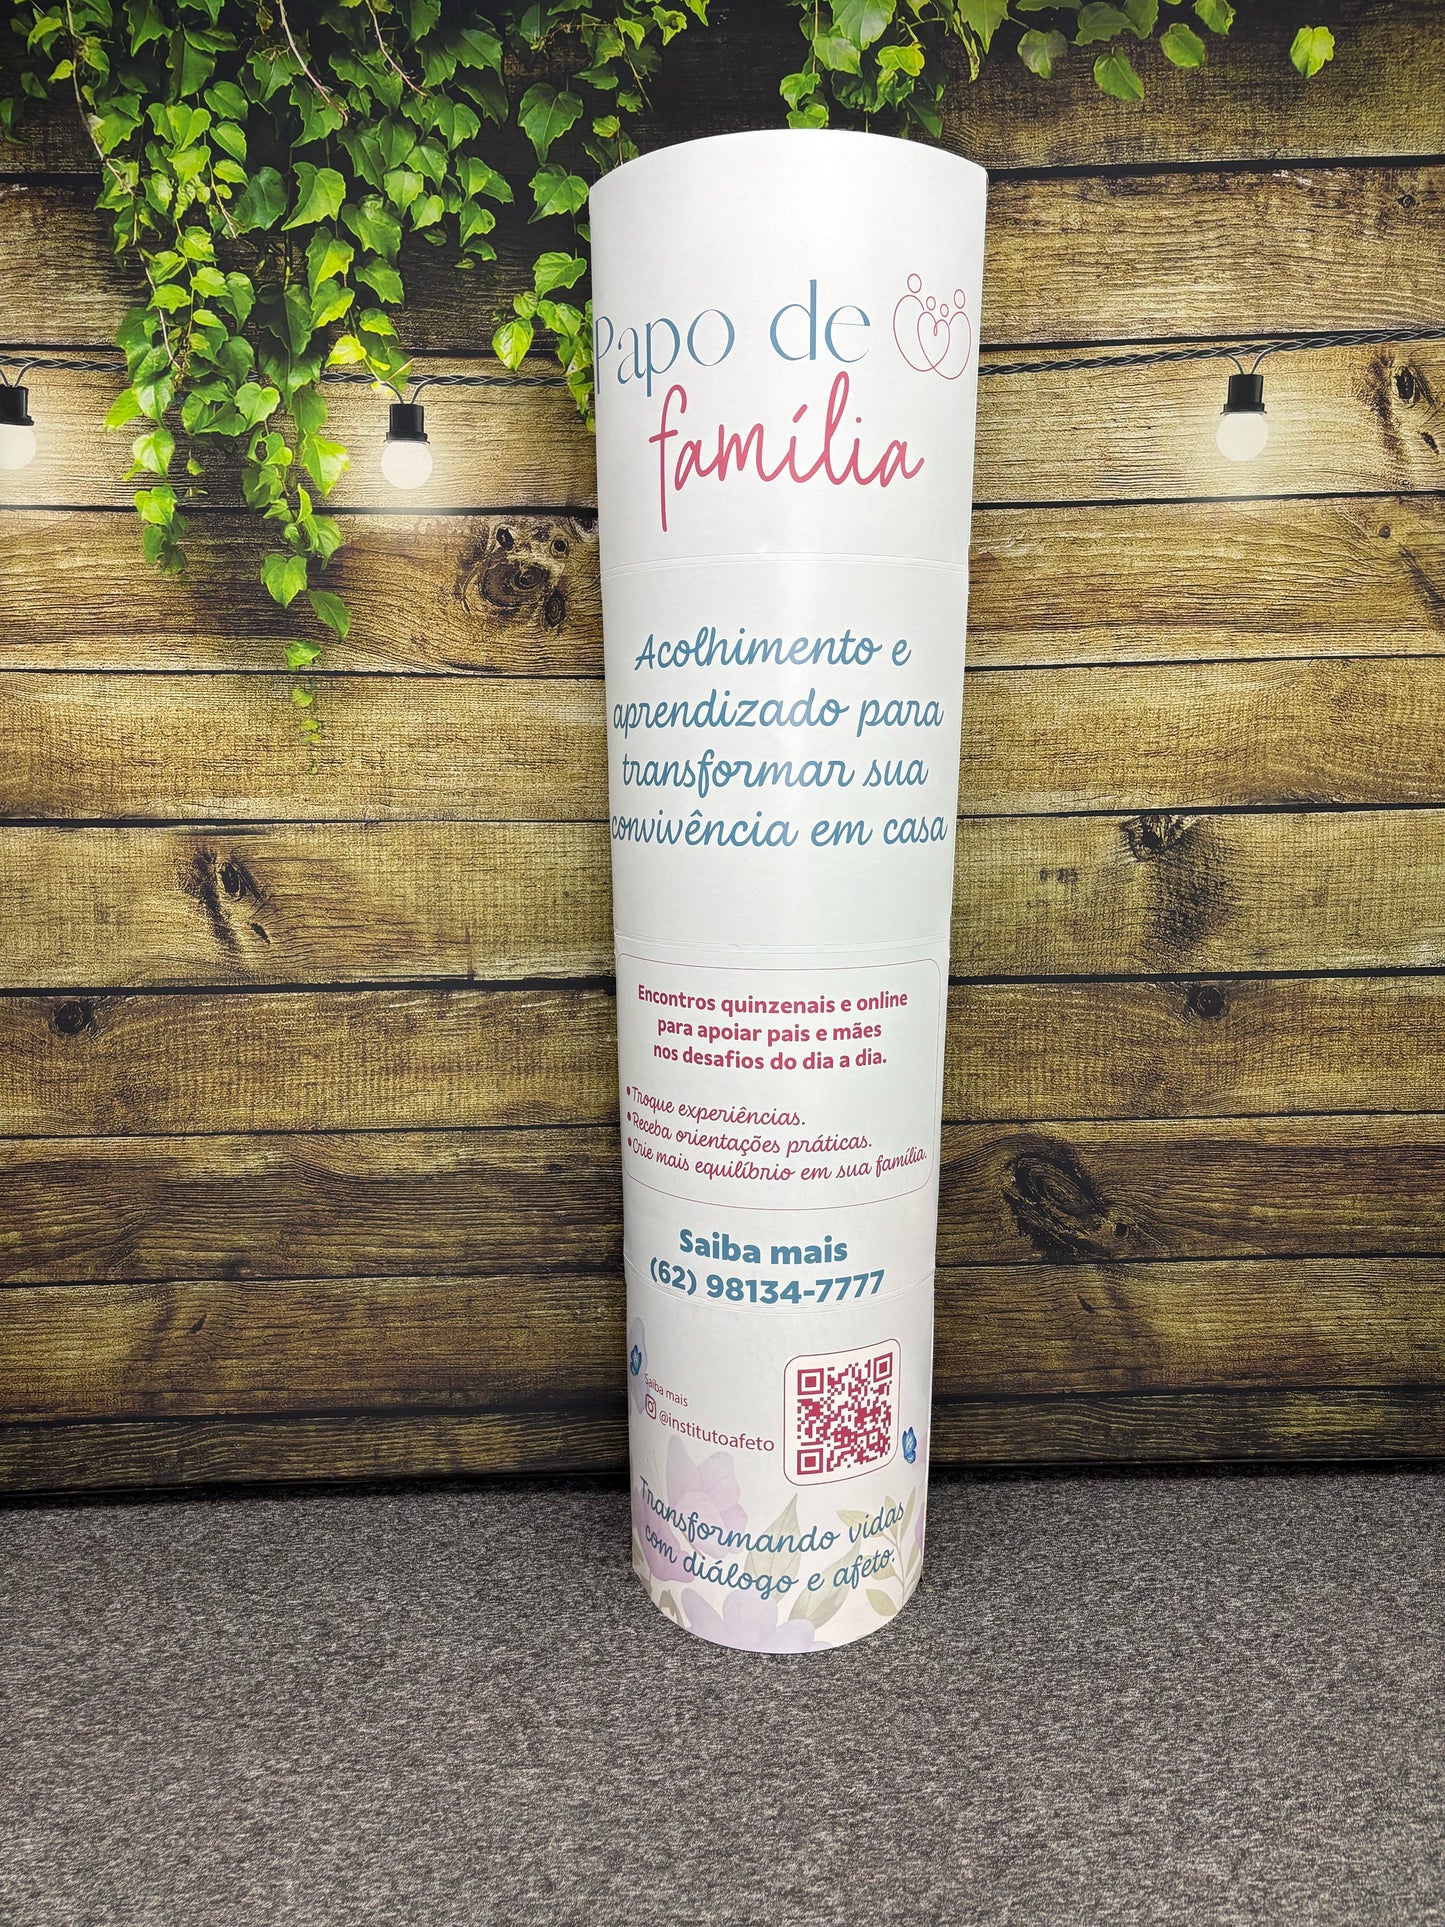 Papo de
família
Acolhimento e
aprendizado para
transformar sua
convivência em casa
Encontros quinzenais e online
para apoiar pais e mães
nos desafios do dia a dia.
•Troque experiências.
•Receba orientações práticas.
•Crie mais equilíbrio em sua família.
Saiba mais
(62) 98134-7777
Saiba mais
@institutoafeto
Transformando vidas
com diálogo e afeto.